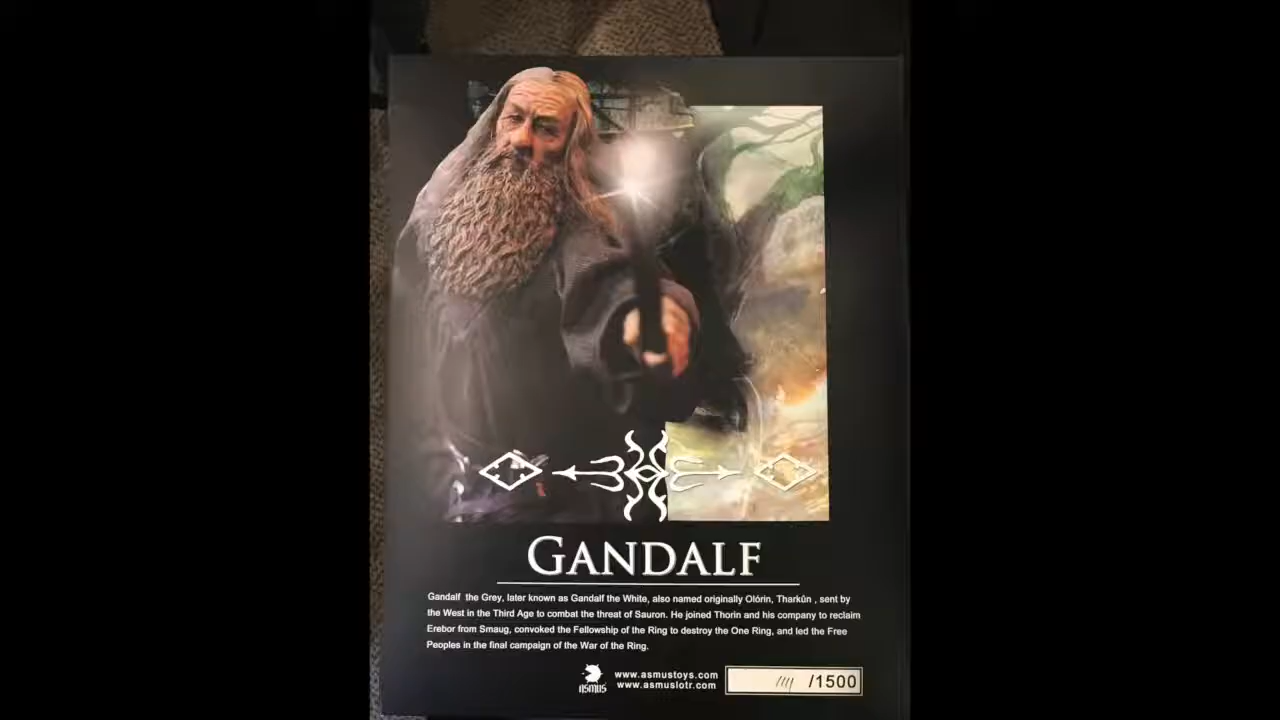 GANDALF
Gandalf the Grey, later known as Gandalf the White, also named originally Olórin, Tharkûn , sent by
the West in the Third Age to combat the threat of Sauron. He joined Thorin and his company to reclaim
Erebor from Smaug, convoked the Fellowship of the Ring to destroy the One Ring, and led the Free
Peoples in the final campaign of the War of the Ring.
asmus
www.asmustoys.com
www.asmuslotr.com
/1500